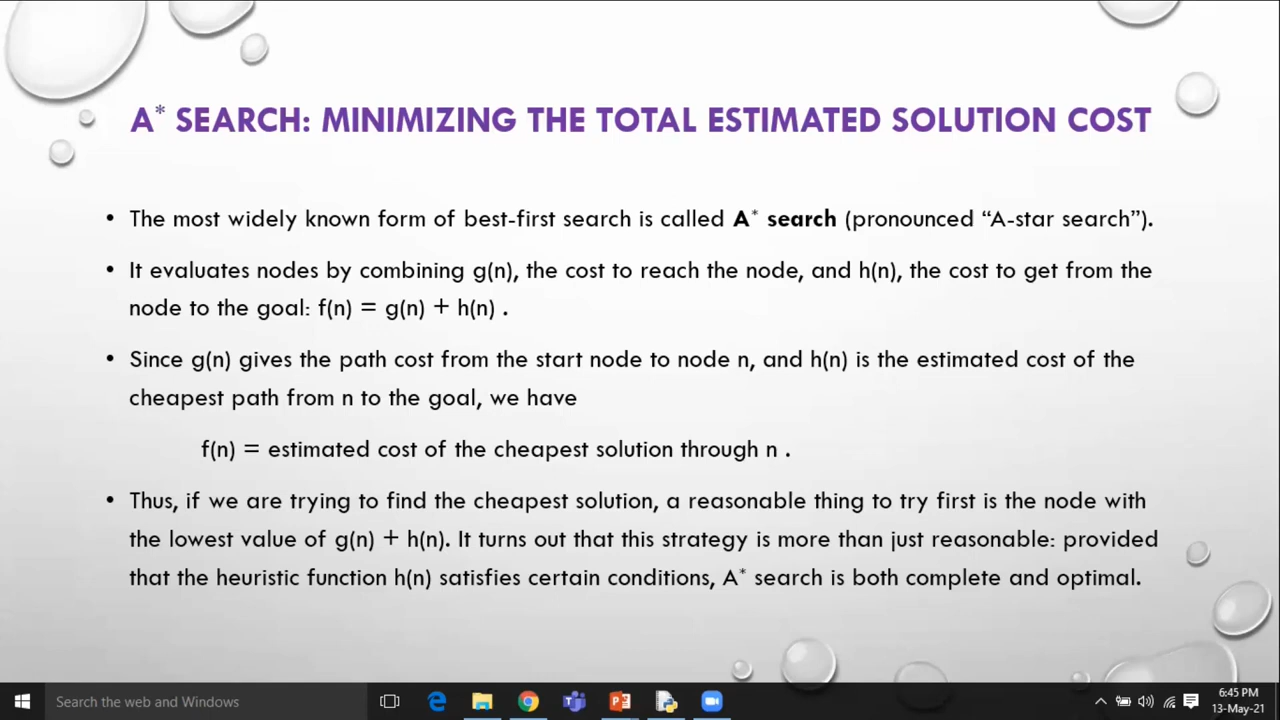 A* SEARCH: MINIMIZING THE TOTAL ESTIMATED SOLUTION COST
• The most widely known form of best-first search is called A* search (pronounced “A-star search”).
• It evaluates nodes by combining g(n), the cost to reach the node, and h(n), the cost to get from the
node to the goal: f(n) = g(n) + h(n) .
• Since g(n) gives the path cost from the start node to node n, and h(n) is the estimated cost of the
cheapest path from n to the goal, we have
f(n) = estimated cost of the cheapest solution through n .
• Thus, if we are trying to find the cheapest solution, a reasonable thing to try first is the node with
the lowest value of g(n) + h(n). It turns out that this strategy is more than just reasonable: provided
that the heuristic function h(n) satisfies certain conditions, A* search is both complete and optimal.
Search the web and Windows
6:45 PM
13-May-21